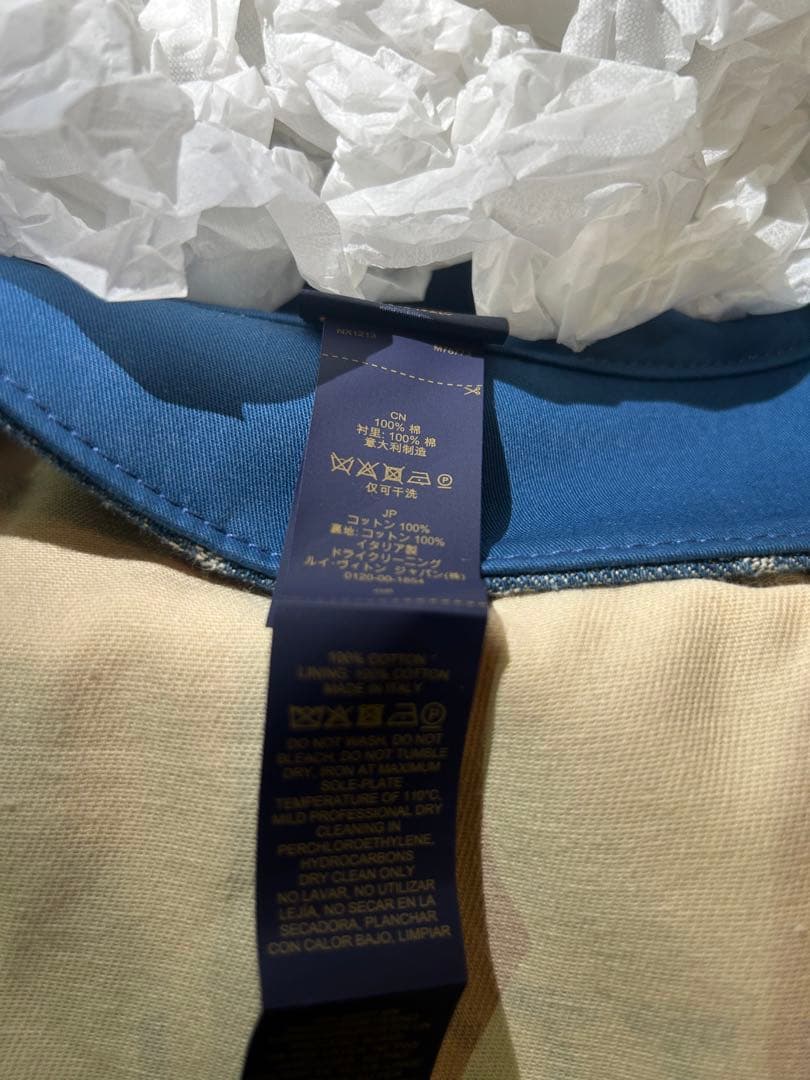 NX1213
CN
100% 棉
衬里: 100% 棉
意大利制造
仅可干洗
JP
コットン 100%
裏地: コットン 100%
イタリア製
ドライクリーニング
ルイ・ヴィトン ジャパン(株)
0120-00-1854
100% COTTON
LINING: 100% COTTON
MADE IN ITALY
DO NOT WASH, DO NOT
BLEACH, DO NOT TUMBLE
DRY, IRON AT MAXIMUM
SOLE-PLATE
TEMPERATURE OF 110°C,
MILD PROFESSIONAL DRY
CLEANING IN
PERCHLOROETHYLENE,
HYDROCARBONS
DRY CLEAN ONLY
NO LAVAR, NO UTILIZAR
LEJÍA, NO SECAR EN LA
SECADORA, PLANCHAR
CON CALOR BAJO, LIMPIAR